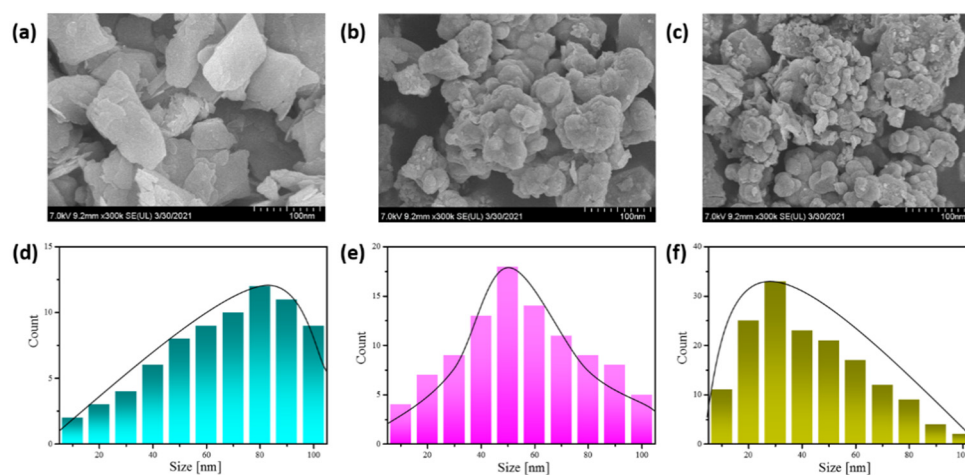 (a)
(b)
(c)
7.0kV 9.2mm x300k SE(UL) 3/30/2021
100nm
7.0kV 9.2mm x300k SE(UL) 3/30/2021
100nm
7.0kV 9.2mm x300k SE(UL) 3/30/2021
100nm
(d)
15
10
5
0
Count
20 40 60 80 100
Size [nm]
(e)
20
15
10
5
0
Count
20 40 60 80 100
Size [nm]
(f)
40
30
20
10
0
Count
20 40 60 80 100
Size [nm]